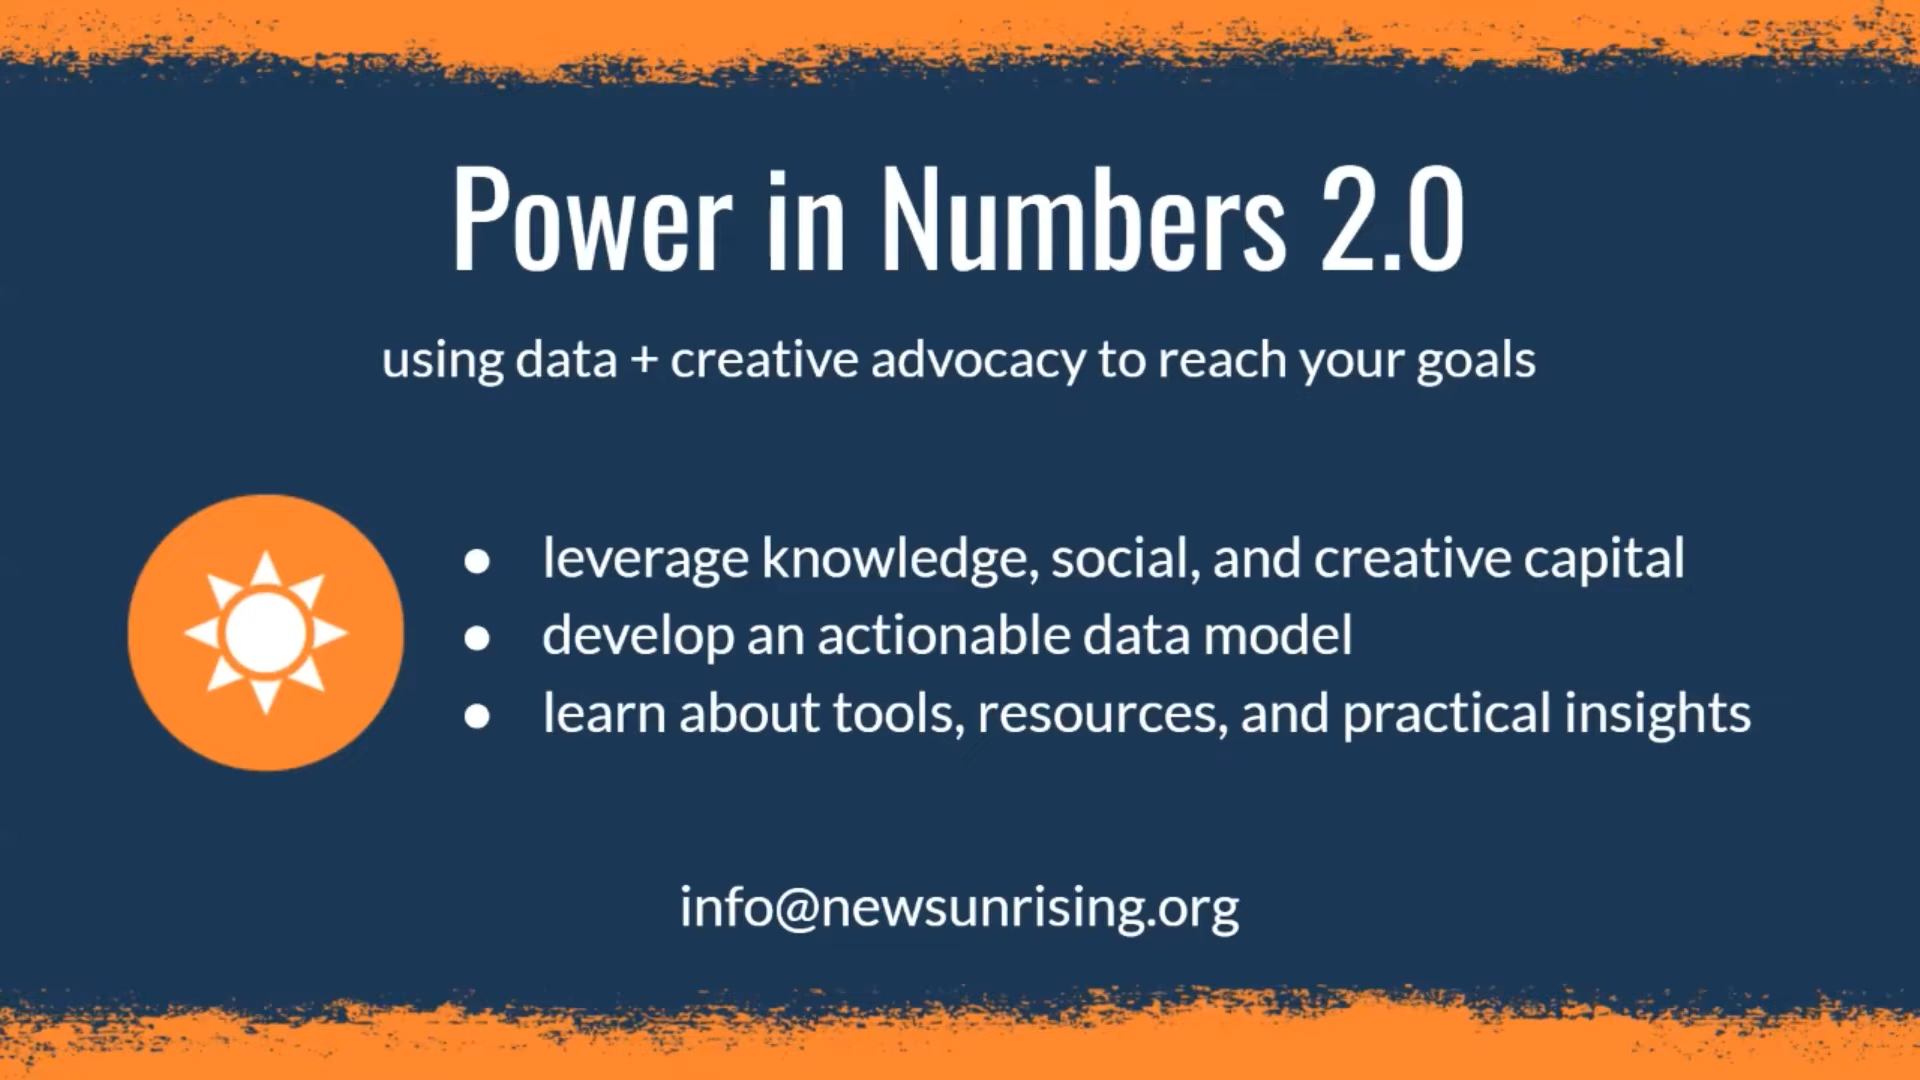 Power in Numbers 2.0
using data + creative advocacy to reach your goals
● leverage knowledge, social, and creative capital
● develop an actionable data model
● learn about tools, resources, and practical insights
info@newsunrising.org